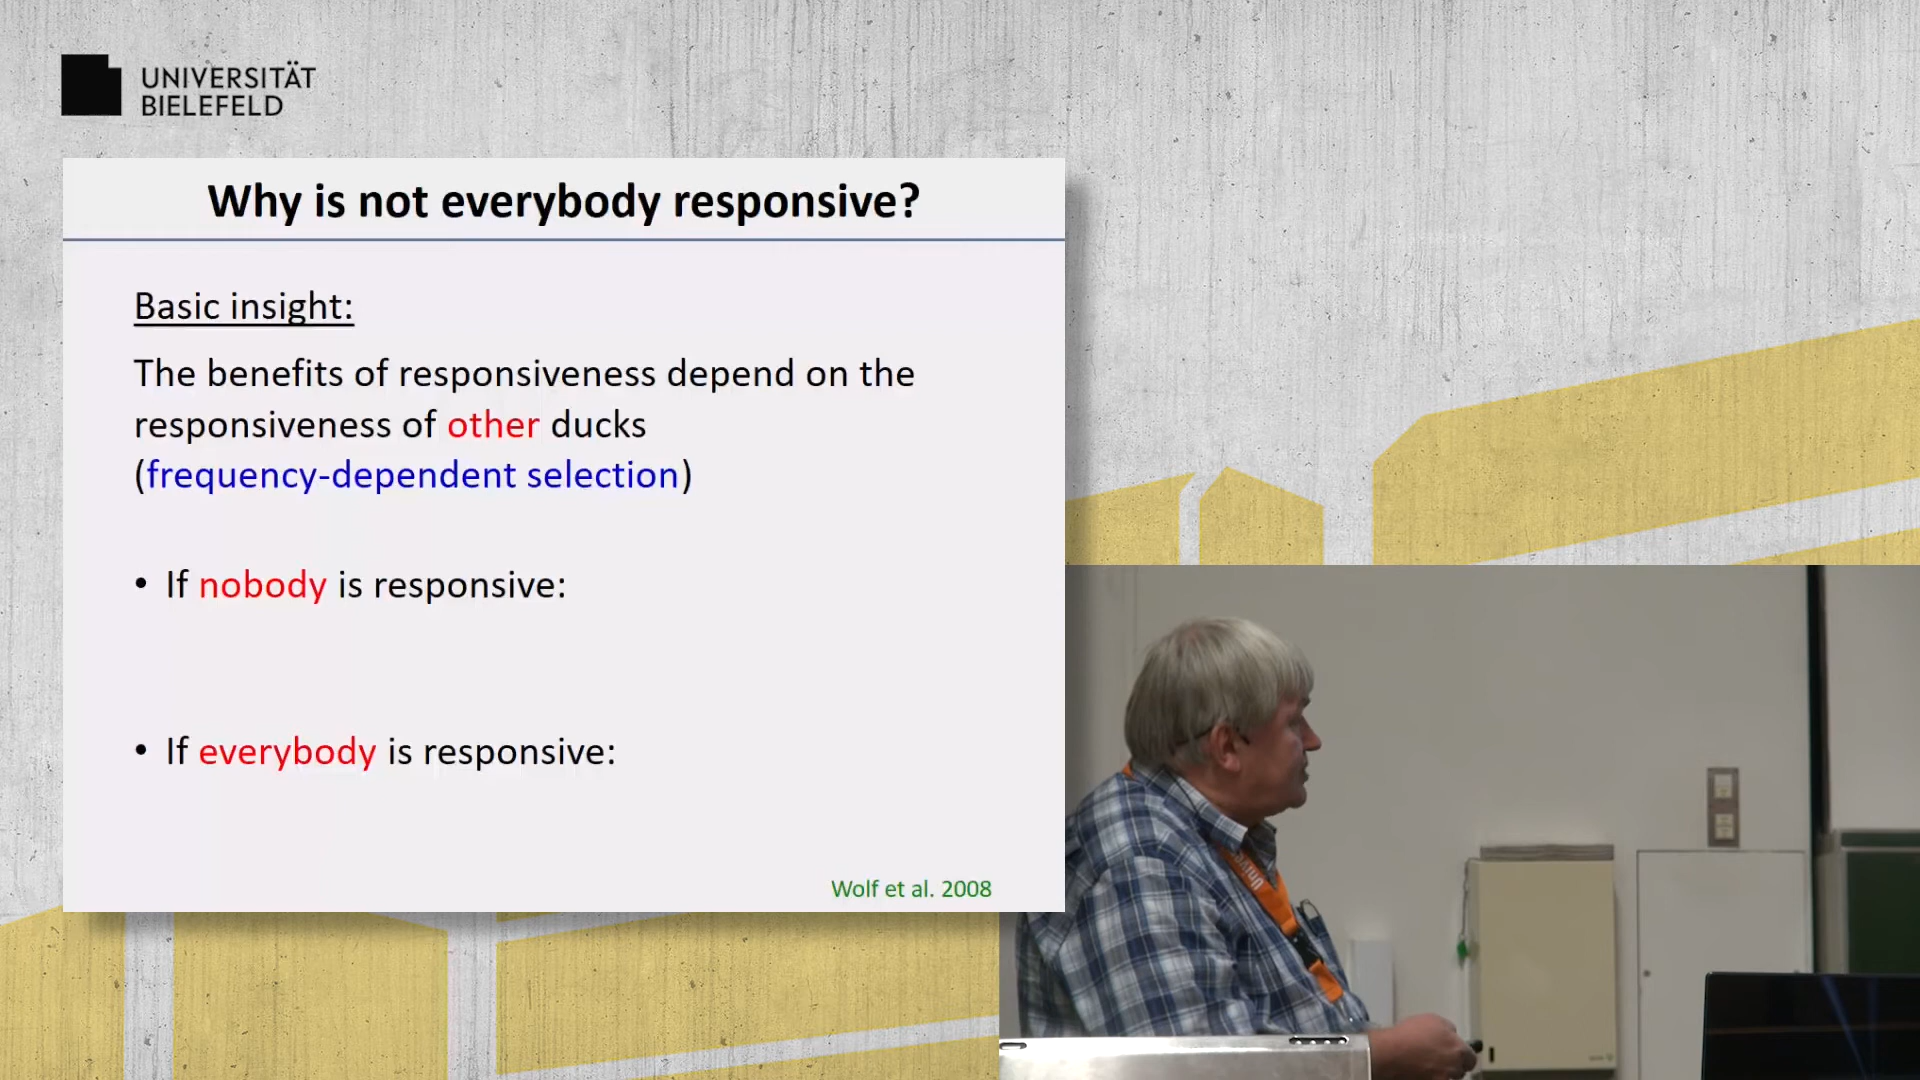 UNIVERSITÄT
BIELEFELD
Why is not everybody responsive?
Basic insight:
The benefits of responsiveness depend on the
responsiveness of other ducks
(frequency-dependent selection)
• If nobody is responsive:
• If everybody is responsive:
Wolf et al. 2008